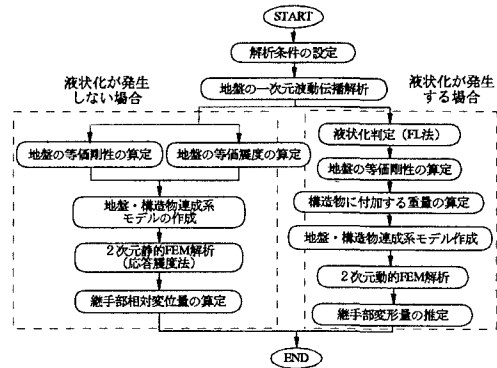 START
解析条件の設定
地盤の一次元波動伝播解析
液状化が発生
しない場合
液状化が発生
する場合
地盤の等価剛性の算定
地盤の等価震度の算定
地盤・構造物連成系
モデルの作成
2次元静的FEM解析
(応答震度法)
継手部相対変位量の算定
液状化判定(FL法)
地盤の等価剛性の算定
構造物に付加する重量の算定
地盤・構造物連成系モデル作成
2次元動的FEM解析
継手部変形量の推定
END